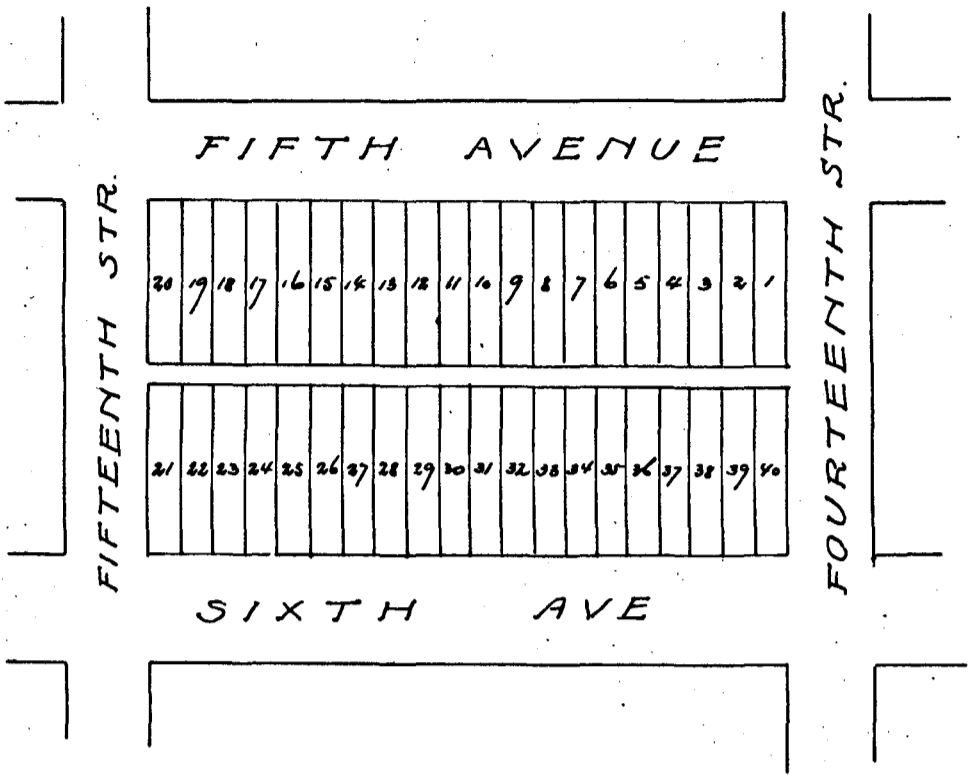 FIFTH AVENUE
FIFTEENTH STR.
FOURTEENTH STR.
20 19 18 17 16 15 14 13 12 11 10 9 8 7 6 5 4 3 2 1
21 22 23 24 25 26 27 28 29 30 31 32 33 34 35 36 37 38 39 40
SIXTH AVE